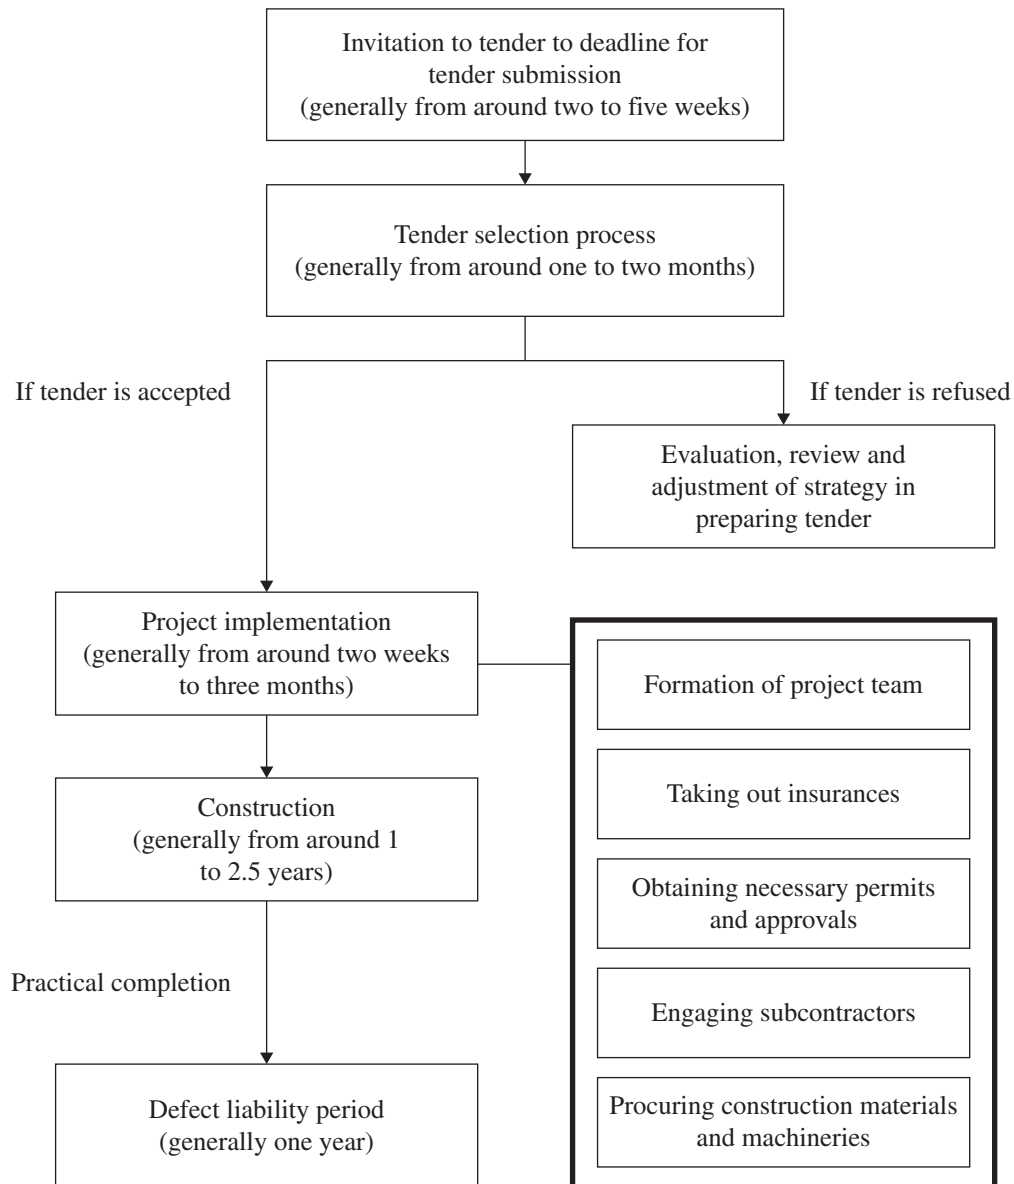 Invitation to tender to deadline for
tender submission
(generally from around two to five weeks)
Tender selection process
(generally from around one to two months)
If tender is accepted
If tender is refused
Evaluation, review and
adjustment of strategy in
preparing tender
Project implementation
(generally from around two weeks
to three months)
Formation of project team
Taking out insurances
Obtaining necessary permits
and approvals
Engaging subcontractors
Procuring construction materials
and machineries
Construction
(generally from around 1
to 2.5 years)
Practical completion
Defect liability period
(generally one year)